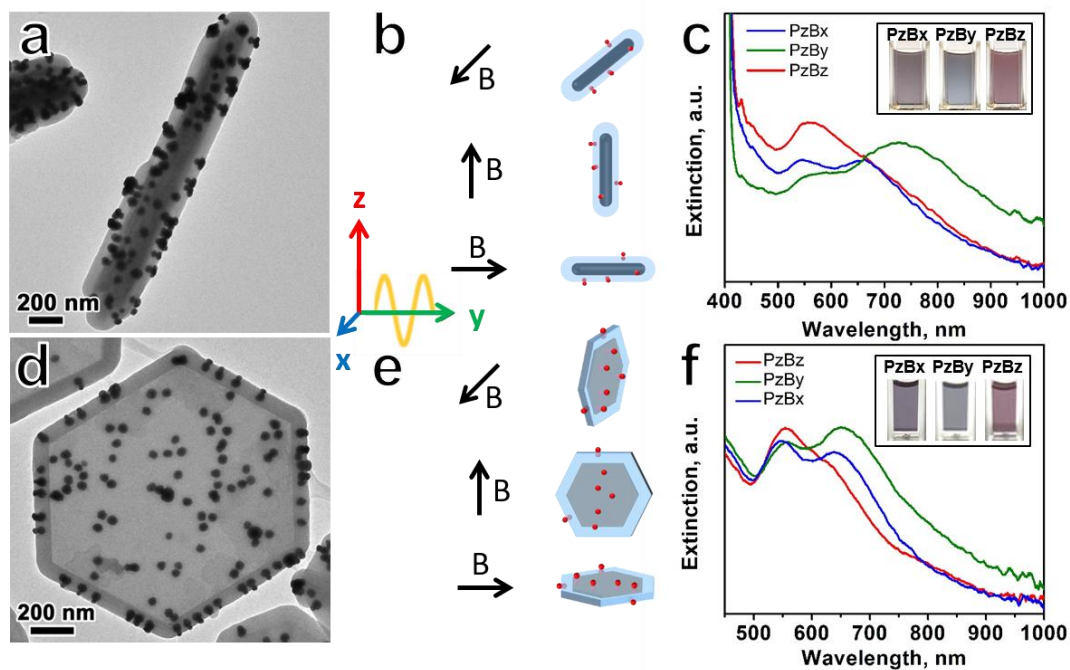 a
200 nm
b
B
B
B
z
y
x
c
PzBx
PzBy
PzBz
PzBx PzBy PzBz
Extinction, a.u.
400 500 600 700 800 900 1000
Wavelength, nm
d
200 nm
e
B
B
B
f
PzBz
PzBy
PzBx
PzBx PzBy PzBz
Extinction, a.u.
500 600 700 800 900 1000
Wavelength, nm